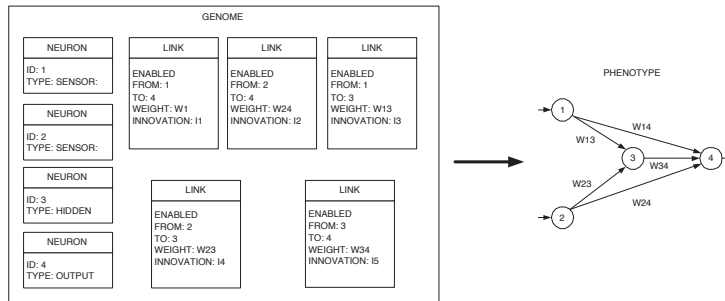 GENOME
NEURON
ID: 1
TYPE: SENSOR:
NEURON
ID: 2
TYPE: SENSOR:
NEURON
ID: 3
TYPE: HIDDEN
NEURON
ID: 4
TYPE: OUTPUT
LINK
ENABLED
FROM: 1
TO: 4
WEIGHT: W1
INNOVATION: I1
LINK
ENABLED
FROM: 2
TO: 4
WEIGHT: W24
INNOVATION: I2
LINK
ENABLED
FROM: 1
TO: 3
WEIGHT: W13
INNOVATION: I3
LINK
ENABLED
FROM: 2
TO: 3
WEIGHT: W23
INNOVATION: I4
LINK
ENABLED
FROM: 3
TO: 4
WEIGHT: W34
INNOVATION: I5
PHENOTYPE
1
W14
W13
3
4
W34
W23
W24
2